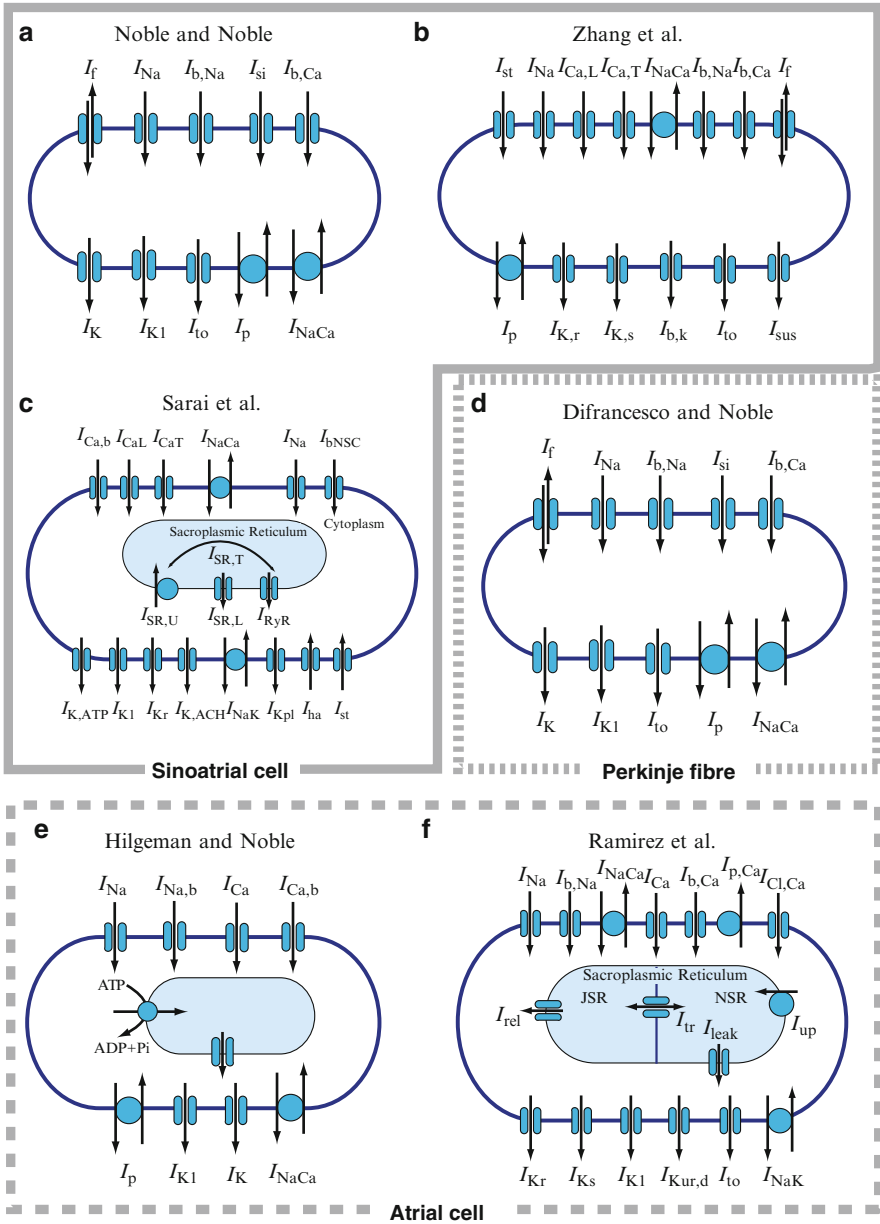 a
Noble and Noble
I_f I_Na I_b,Na I_si I_b,Ca
I_K I_K1 I_to I_p I_NaCa
b
Zhang et al.
I_st I_Na I_Ca,L I_Ca,T I_NaCa I_b,Na I_b,Ca I_f
I_p I_K,r I_K,s I_b,k I_to I_sus
c
Sarai et al.
I_Ca,b I_CaL I_CaT I_NaCa I_Na I_bNSC
Cytoplasm
Sacroplasmic Reticulum
I_SR,T
I_SR,U I_SR,L I_RyR
I_K,ATP I_K1 I_Kr I_K,ACH I_NaK I_Kpl I_ha I_st
Sinoatrial cell
d
Difrancesco and Noble
I_f I_Na I_b,Na I_si I_b,Ca
I_K I_K1 I_to I_p I_NaCa
Perkinje fibre
e
Hilgeman and Noble
I_Na I_Na,b I_Ca I_Ca,b
ATP
ADP+Pi
I_p I_K1 I_K I_NaCa
f
Ramirez et al.
I_Na I_b,Na I_NaCa I_Ca I_b,Ca I_p,Ca I_Cl,Ca
Sacroplasmic Reticulum
JSR NSR
I_rel I_tr I_leak I_up
I_Kr I_Ks I_K1 I_Kur,d I_to I_NaK
Atrial cell